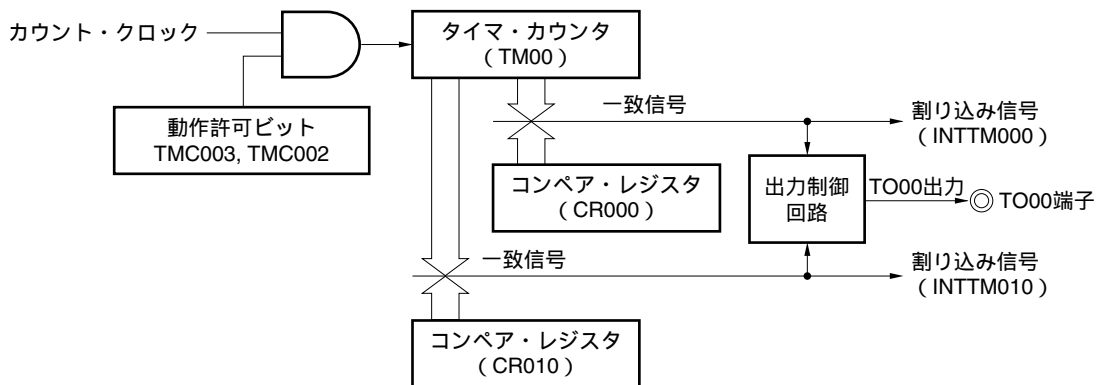 カウント・クロック
タイマ・カウンタ
（TM00）
動作許可ビット
TMC003, TMC002
一致信号
割り込み信号
（INTTM000）
コンペア・レジスタ
（CR000）
出力制御
回路
TO00出力
TO00端子
一致信号
割り込み信号
（INTTM010）
コンペア・レジスタ
（CR010）